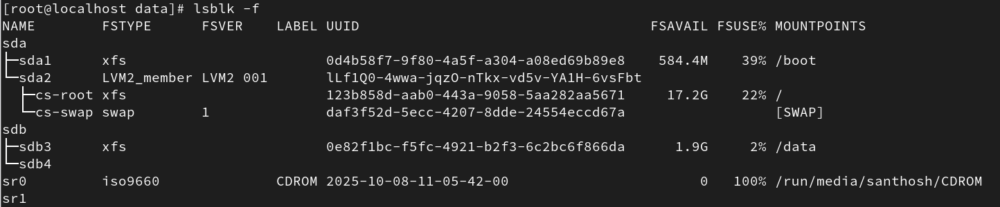 [root@localhost data]# lsblk -f
NAME        FSTYPE      FSVER    LABEL UUID                                   FSAVAIL FSUSE% MOUNTPOINTS
sda
├─sda1      xfs                        0d4b58f7-9f80-4a5f-a304-a08ed69b89e8    584.4M    39% /boot
└─sda2      LVM2_member LVM2 001       lLf1Q0-4wwa-jqzO-nTkx-vd5v-YA1H-6vsFbt
  ├─cs-root xfs                        123b858d-aab0-443a-9058-5aa282aa5671     17.2G    22% /
  └─cs-swap swap        1              daf3f52d-5ecc-4207-8dde-24554eccd67a                  [SWAP]
sdb
├─sdb3      xfs                        0e82f1bc-f5fc-4921-b2f3-6c2bc6f866da      1.9G     2% /data
└─sdb4
sr0         iso9660              CDROM 2025-10-08-11-05-42-00                       0   100% /run/media/santhosh/CDROM
sr1